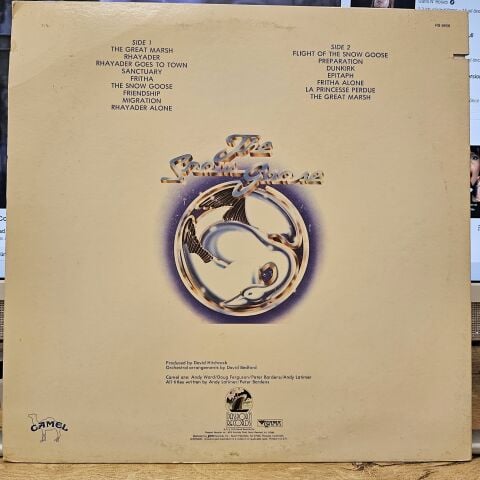 SIDE 1
THE GREAT MARSH
RHAYADER
RHAYADER GOES TO TOWN
SANCTUARY
FRITHA
THE SNOW GOOSE
FRIENDSHIP
MIGRATION
RHAYADER ALONE
SIDE 2
FLIGHT OF THE SNOW GOOSE
PREPARATION
DUNKIRK
EPITAPH
FRITHA ALONE
LA PRINCESSE PERDUE
THE GREAT MARSH
The
Snow Goose
Produced by David Hitchcock
Orchestral arrangements by David Bedford
Camel are: Andy Ward/Doug Ferguson/Peter Bardens/Andy Latimer
All titles written by Andy Latimer/Peter Bardens
CAMEL
PASSPORT
RECORDS
GAMA